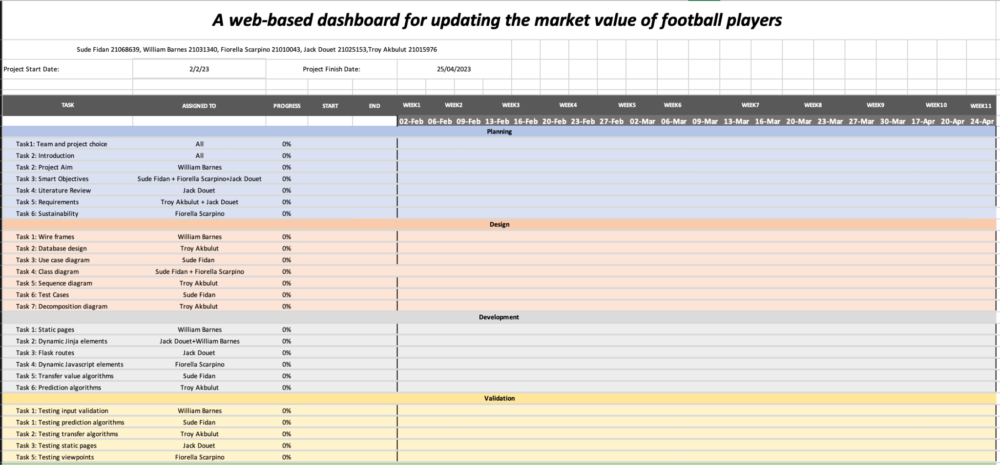 A web-based dashboard for updating the market value of football players
Sude Fidan 21068639, William Barnes 21031340, Fiorella Scarpino 21010043, Jack Douet 21025153,Troy Akbulut 21015976
Project Start Date: 2/2/23 Project Finish Date: 25/04/2023
TASK ASSIGNED TO PROGRESS START END WEEK1 WEEK2 WEEK3 WEEK4 WEEK5 WEEK6 WEEK7 WEEK8 WEEK9 WEEK10 WEEK11
02-Feb 06-Feb 09-Feb 13-Feb 16-Feb 20-Feb 23-Feb 27-Feb 02-Mar 06-Mar 09-Mar 13-Mar 16-Mar 20-Mar 23-Mar 27-Mar 30-Mar 17-Apr 20-Apr 24-Apr
Planning
Task1: Team and project choice All 0%
Task 2: Introduction All 0%
Task 2: Project Aim William Barnes 0%
Task 3: Smart Objectives Sude Fidan + Fiorella Scarpino+Jack Douet 0%
Task 4: Literature Review Jack Douet 0%
Task 5: Requirements Troy Akbulut + Jack Douet 0%
Task 6: Sustainability Fiorella Scarpino 0%
Design
Task 1: Wire frames William Barnes 0%
Task 2: Database design Troy Akbulut 0%
Task 3: Use case diagram Sude Fidan 0%
Task 4: Class diagram Sude Fidan + Fiorella Scarpino 0%
Task 5: Sequence diagram Troy Akbulut 0%
Task 6: Test Cases Sude Fidan 0%
Task 7: Decomposition diagram Troy Akbulut 0%
Development
Task 1: Static pages William Barnes 0%
Task 2: Dynamic Jinja elements Jack Douet+William Barnes 0%
Task 3: Flask routes Jack Douet 0%
Task 4: Dynamic Javascript elements Fiorella Scarpino 0%
Task 5: Transfer value algorithms Sude Fidan 0%
Task 6: Prediction algorithms Troy Akbulut 0%
Validation
Task 1: Testing input validation William Barnes 0%
Task 1: Testing prediction algorithms Sude Fidan 0%
Task 2: Testing transfer algorithms Troy Akbulut 0%
Task 3: Testing static pages Jack Douet 0%
Task 5: Testing viewpoints Fiorella Scarpino 0%